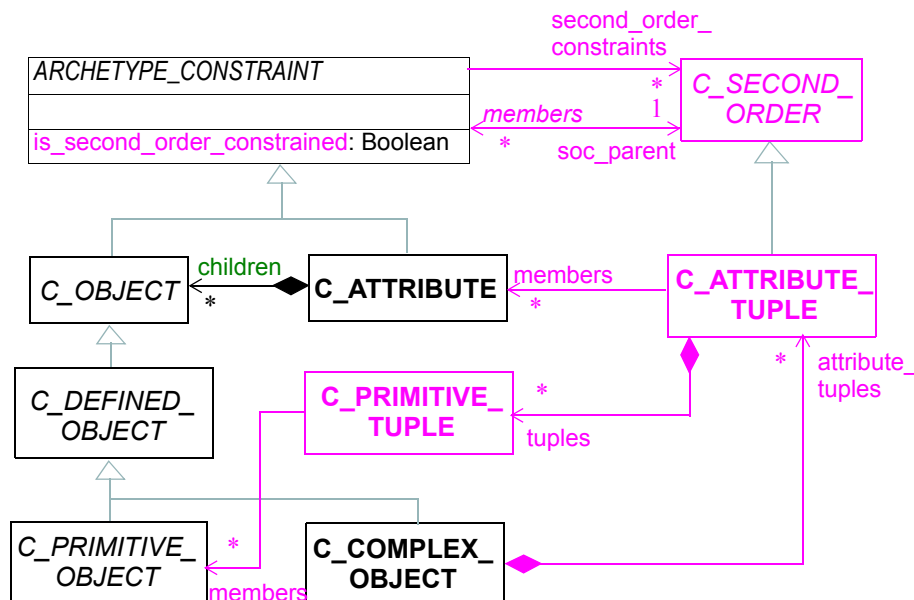 second_order_
constraints
ARCHETYPE_CONSTRAINT
C_SECOND_
ORDER
*
1
members
*
is_second_order_constrained: Boolean
soc_parent
children
*
C_OBJECT
C_ATTRIBUTE
members
*
C_ATTRIBUTE_
TUPLE
*
attribute_
tuples
C_DEFINED_
OBJECT
C_PRIMITIVE_
TUPLE
*
tuples
C_PRIMITIVE_
OBJECT
*
members
C_COMPLEX_
OBJECT